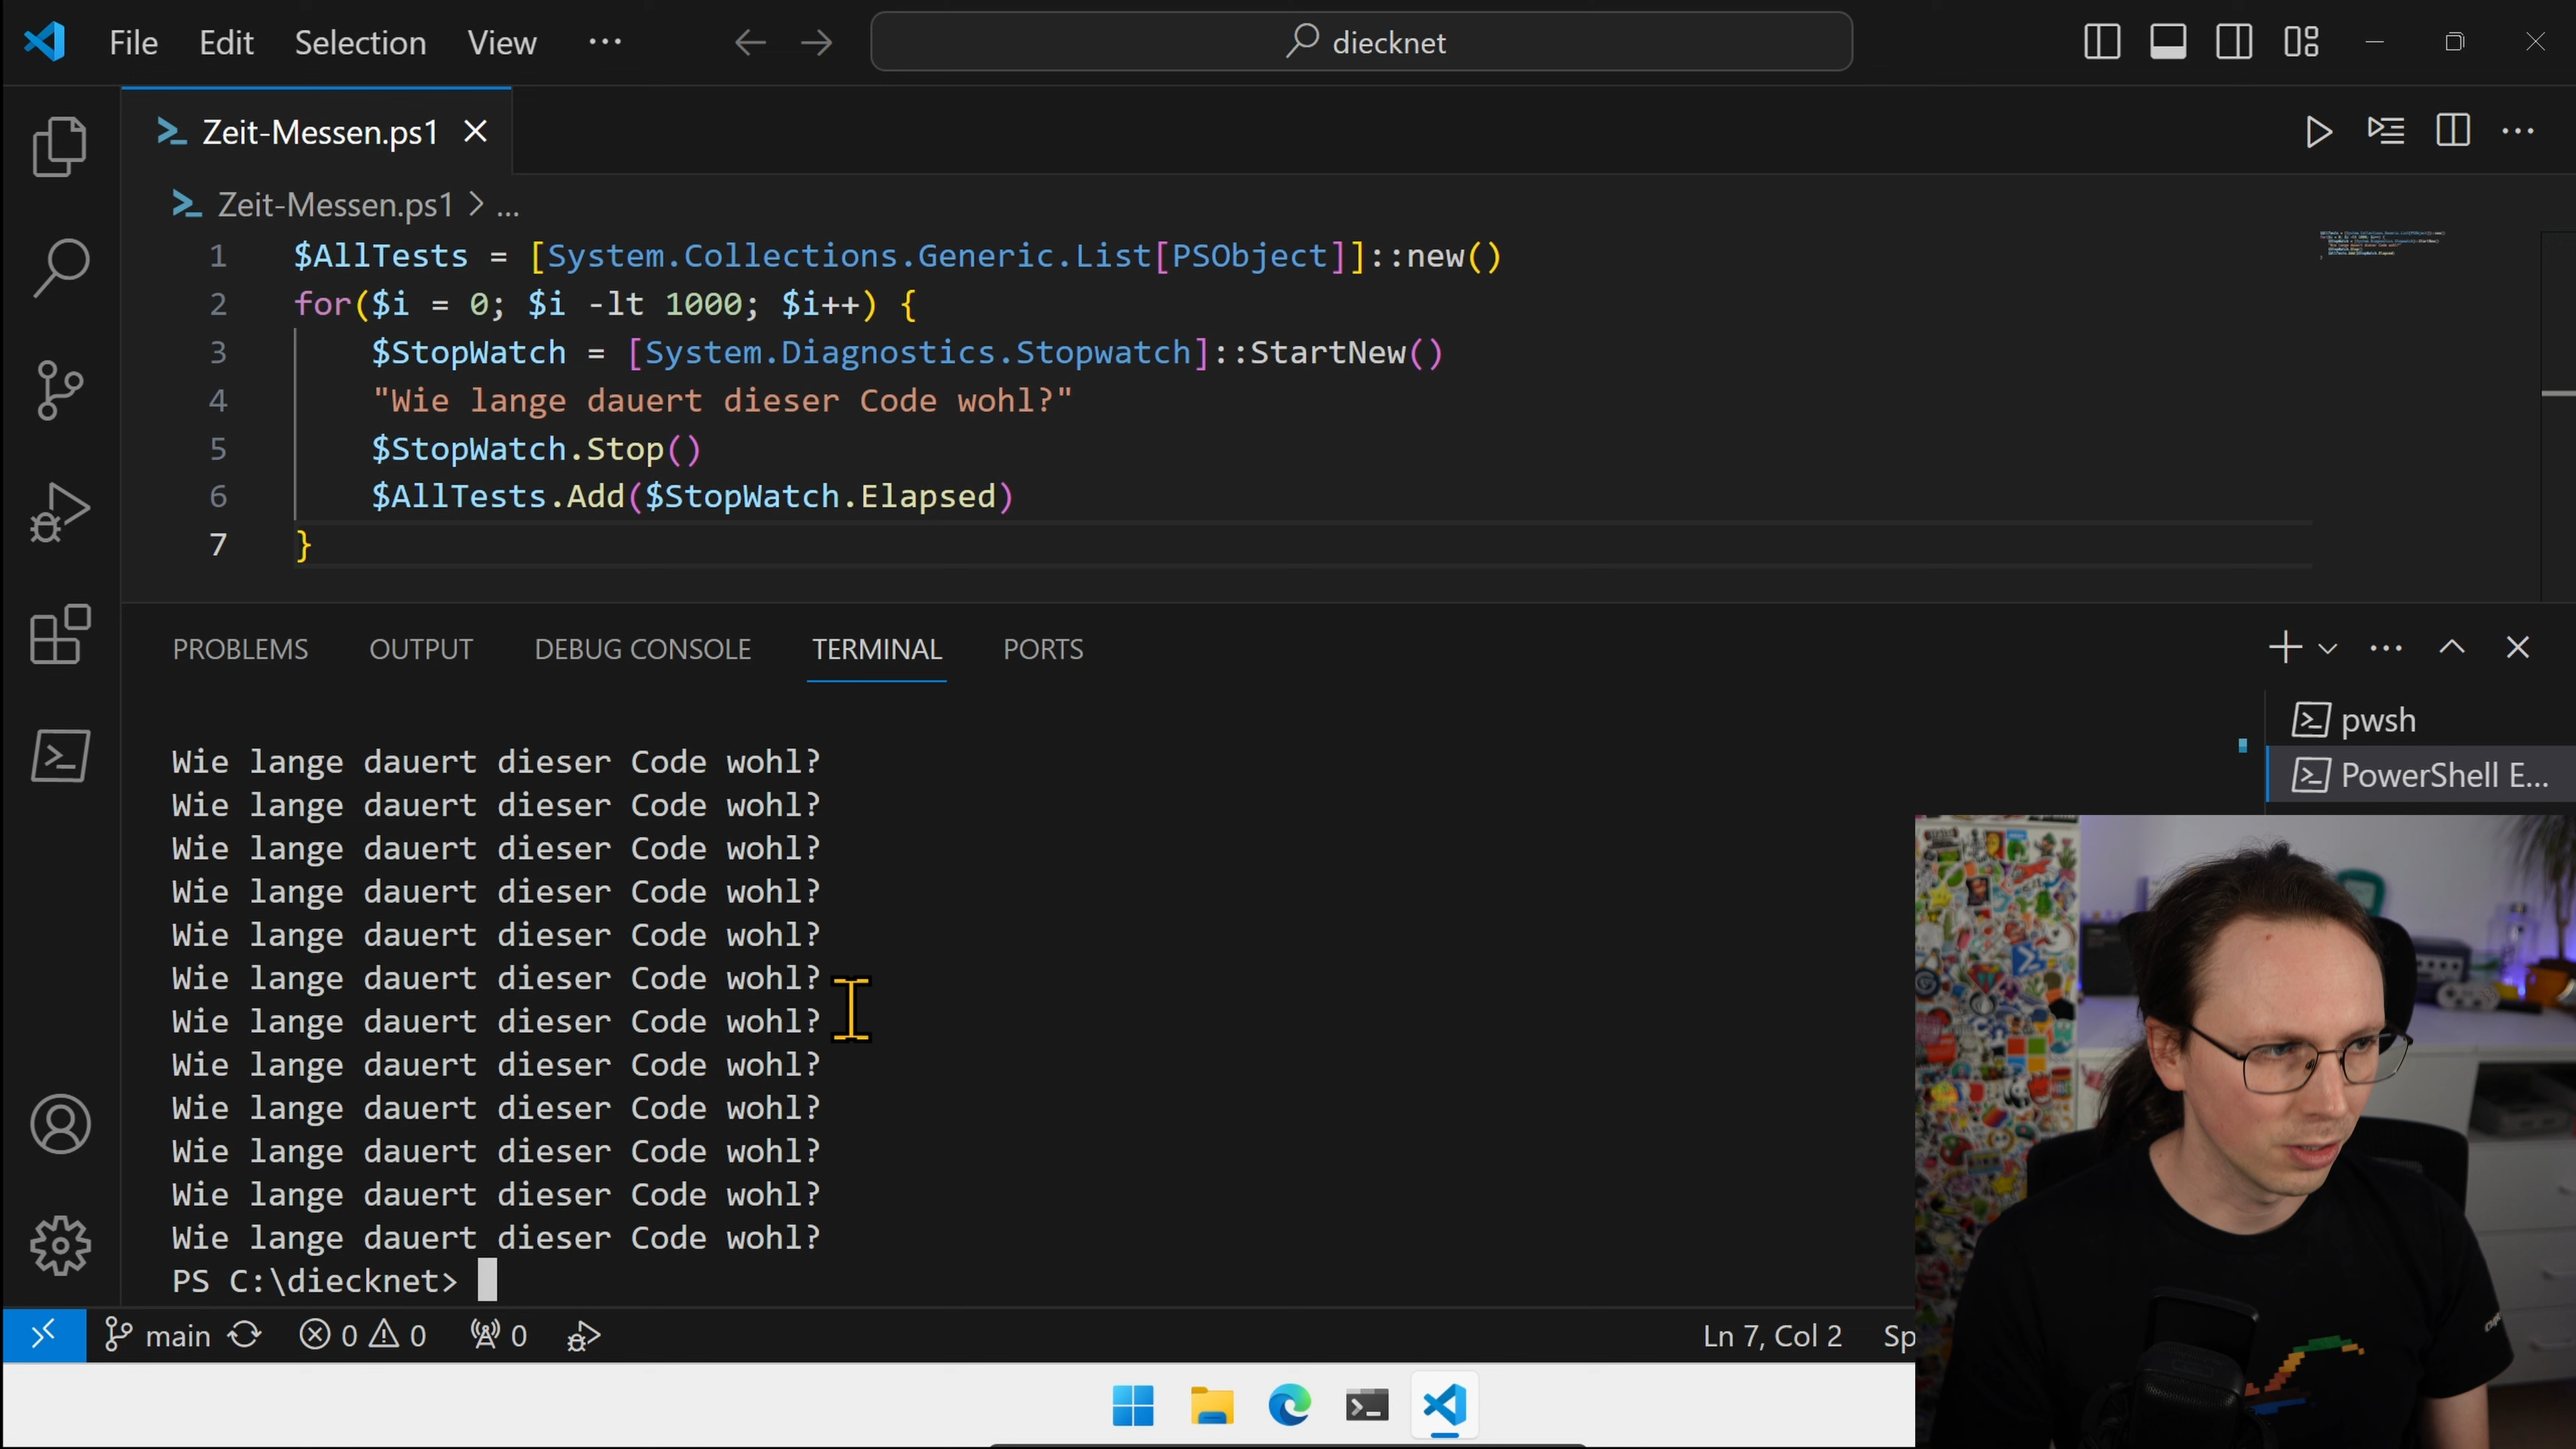 File Edit Selection View ... diecknet
Zeit-Messen.ps1
Zeit-Messen.ps1 > ...
1 $AllTests = [System.Collections.Generic.List[PSObject]]::new()
2 for($i = 0; $i -lt 1000; $i++) {
3 $StopWatch = [System.Diagnostics.Stopwatch]::StartNew()
4 "Wie lange dauert dieser Code wohl?"
5 $StopWatch.Stop()
6 $AllTests.Add($StopWatch.Elapsed)
7 }
PROBLEMS OUTPUT DEBUG CONSOLE TERMINAL PORTS
pwsh
PowerShell E...
Wie lange dauert dieser Code wohl?
Wie lange dauert dieser Code wohl?
Wie lange dauert dieser Code wohl?
Wie lange dauert dieser Code wohl?
Wie lange dauert dieser Code wohl?
Wie lange dauert dieser Code wohl?
Wie lange dauert dieser Code wohl?
Wie lange dauert dieser Code wohl?
Wie lange dauert dieser Code wohl?
Wie lange dauert dieser Code wohl?
Wie lange dauert dieser Code wohl?
Wie lange dauert dieser Code wohl?
PS C:\diecknet>
main 0 0 0 Ln 7, Col 2 Sp